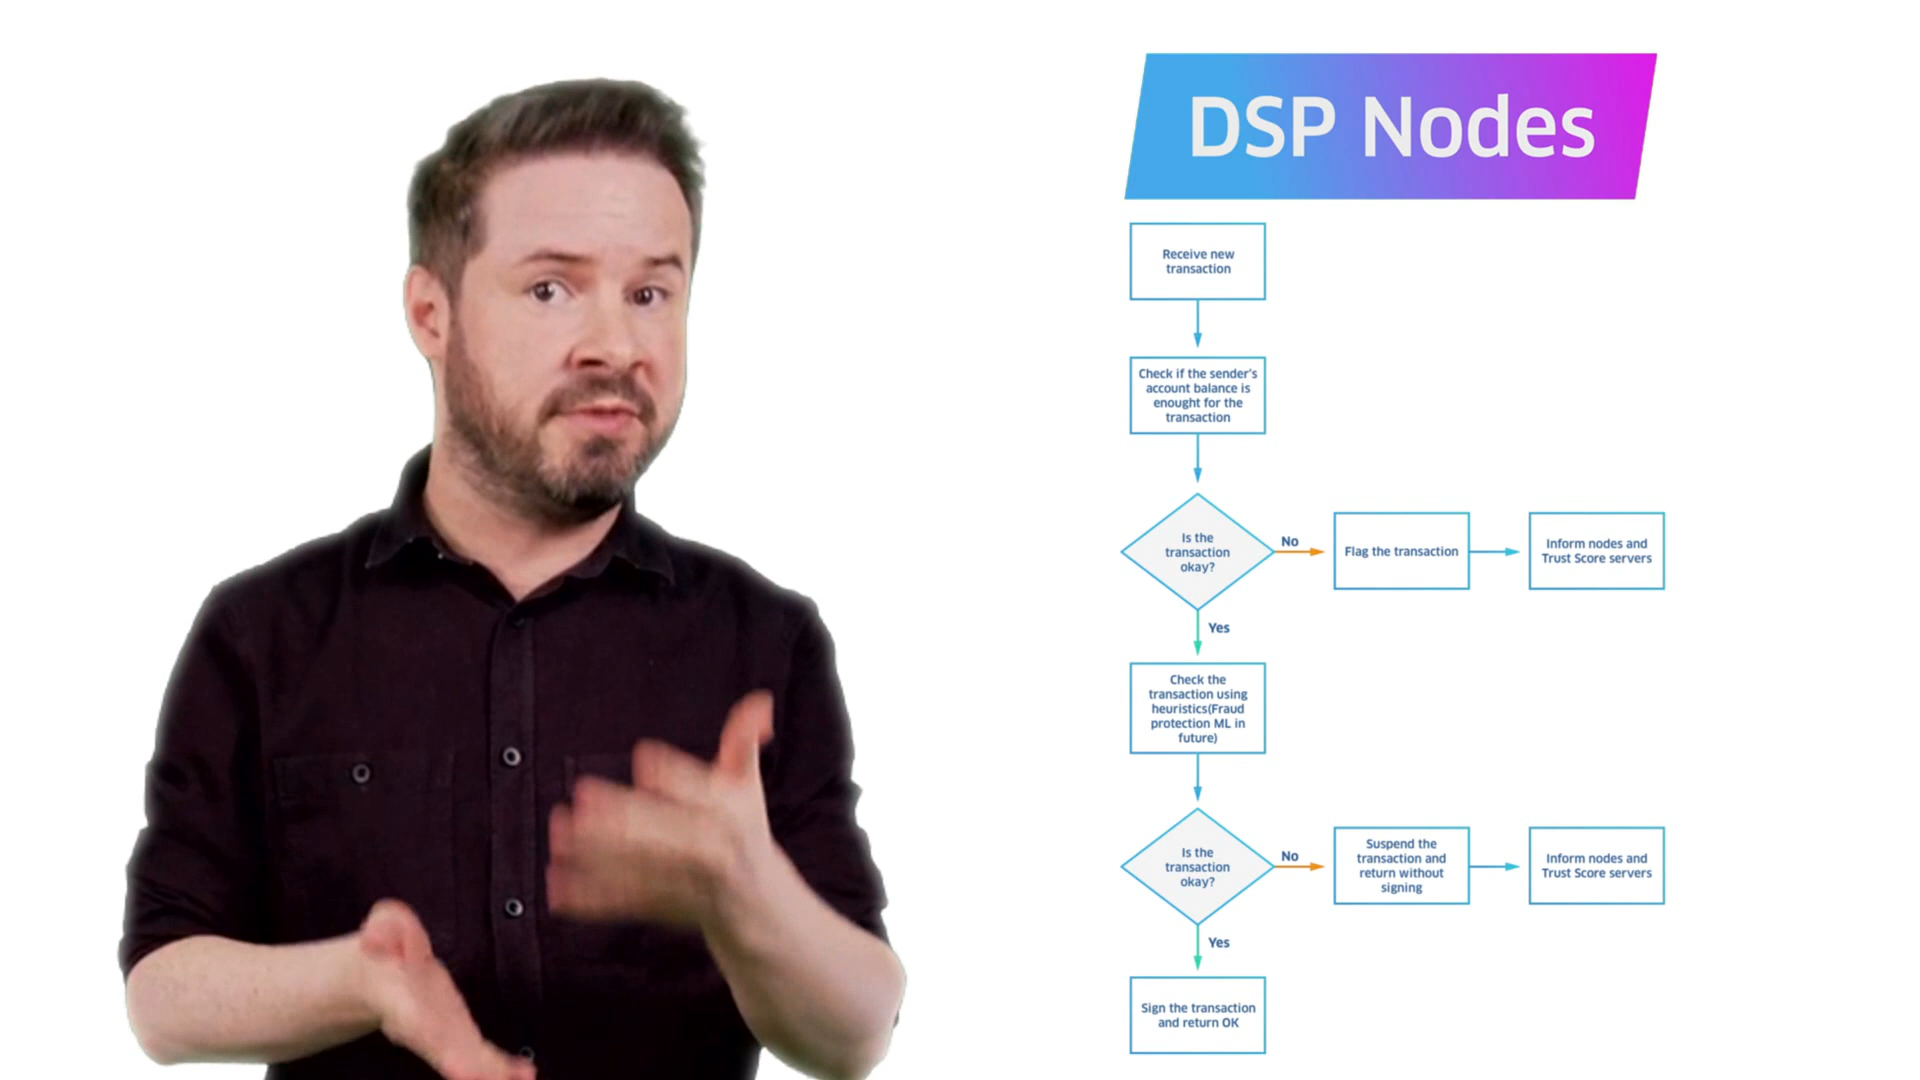 DSP Nodes
Receive new
transaction
Check if the sender's
account balance is
enought for the
transaction
Is the
transaction
okay?
No
Flag the transaction
Inform nodes and
Trust Score servers
Yes
Check the
transaction using
heuristics(Fraud
protection ML in
future)
Is the
transaction
okay?
No
Suspend the
transaction and
return without
signing
Inform nodes and
Trust Score servers
Yes
Sign the transaction
and return OK